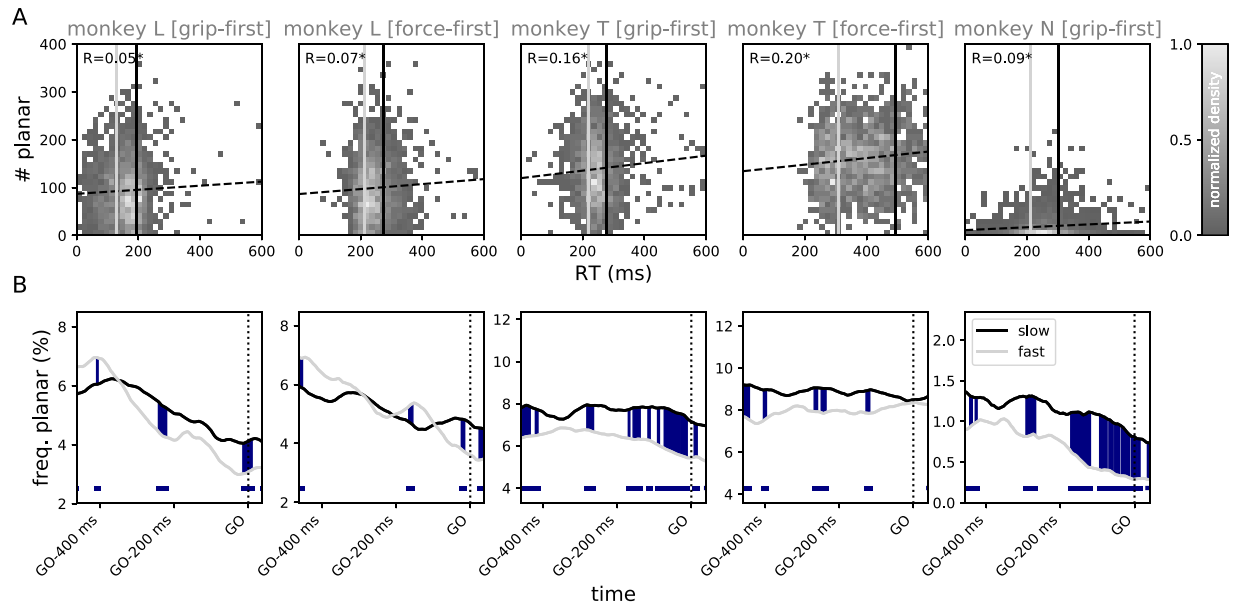 A
monkey L [grip-first]
monkey L [force-first]
monkey T [grip-first]
monkey T [force-first]
monkey N [grip-first]
R=0.05*
R=0.07*
R=0.16*
R=0.20*
R=0.09*
# planar
400
300
200
100
0
0 200 400 600
0 200 400 600
0 200 400 600
0 200 400 600
0 200 400 600
RT (ms)
1.0
0.5
0.0
normalized density
B
freq. planar (%)
8
6
4
2
8
6
4
2
12
10
8
6
4
12
10
8
6
4
2.0
1.5
1.0
0.5
0.0
slow
fast
GO-400 ms GO-200 ms GO
GO-400 ms GO-200 ms GO
GO-400 ms GO-200 ms GO
GO-400 ms GO-200 ms GO
GO-400 ms GO-200 ms GO
time